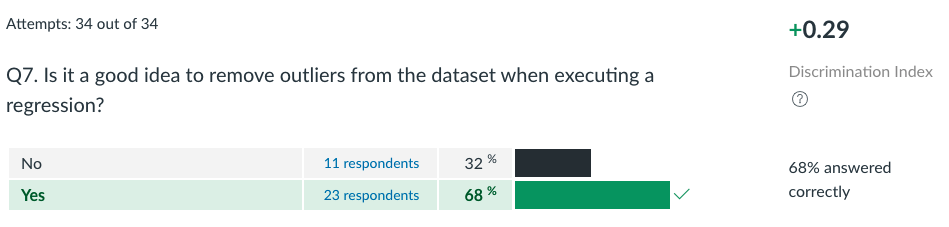 Attempts: 34 out of 34
+0.29
Q7. Is it a good idea to remove outliers from the dataset when executing a
regression?
Discrimination Index
?
No 11 respondents 32 %
Yes 23 respondents 68 %
68% answered
correctly